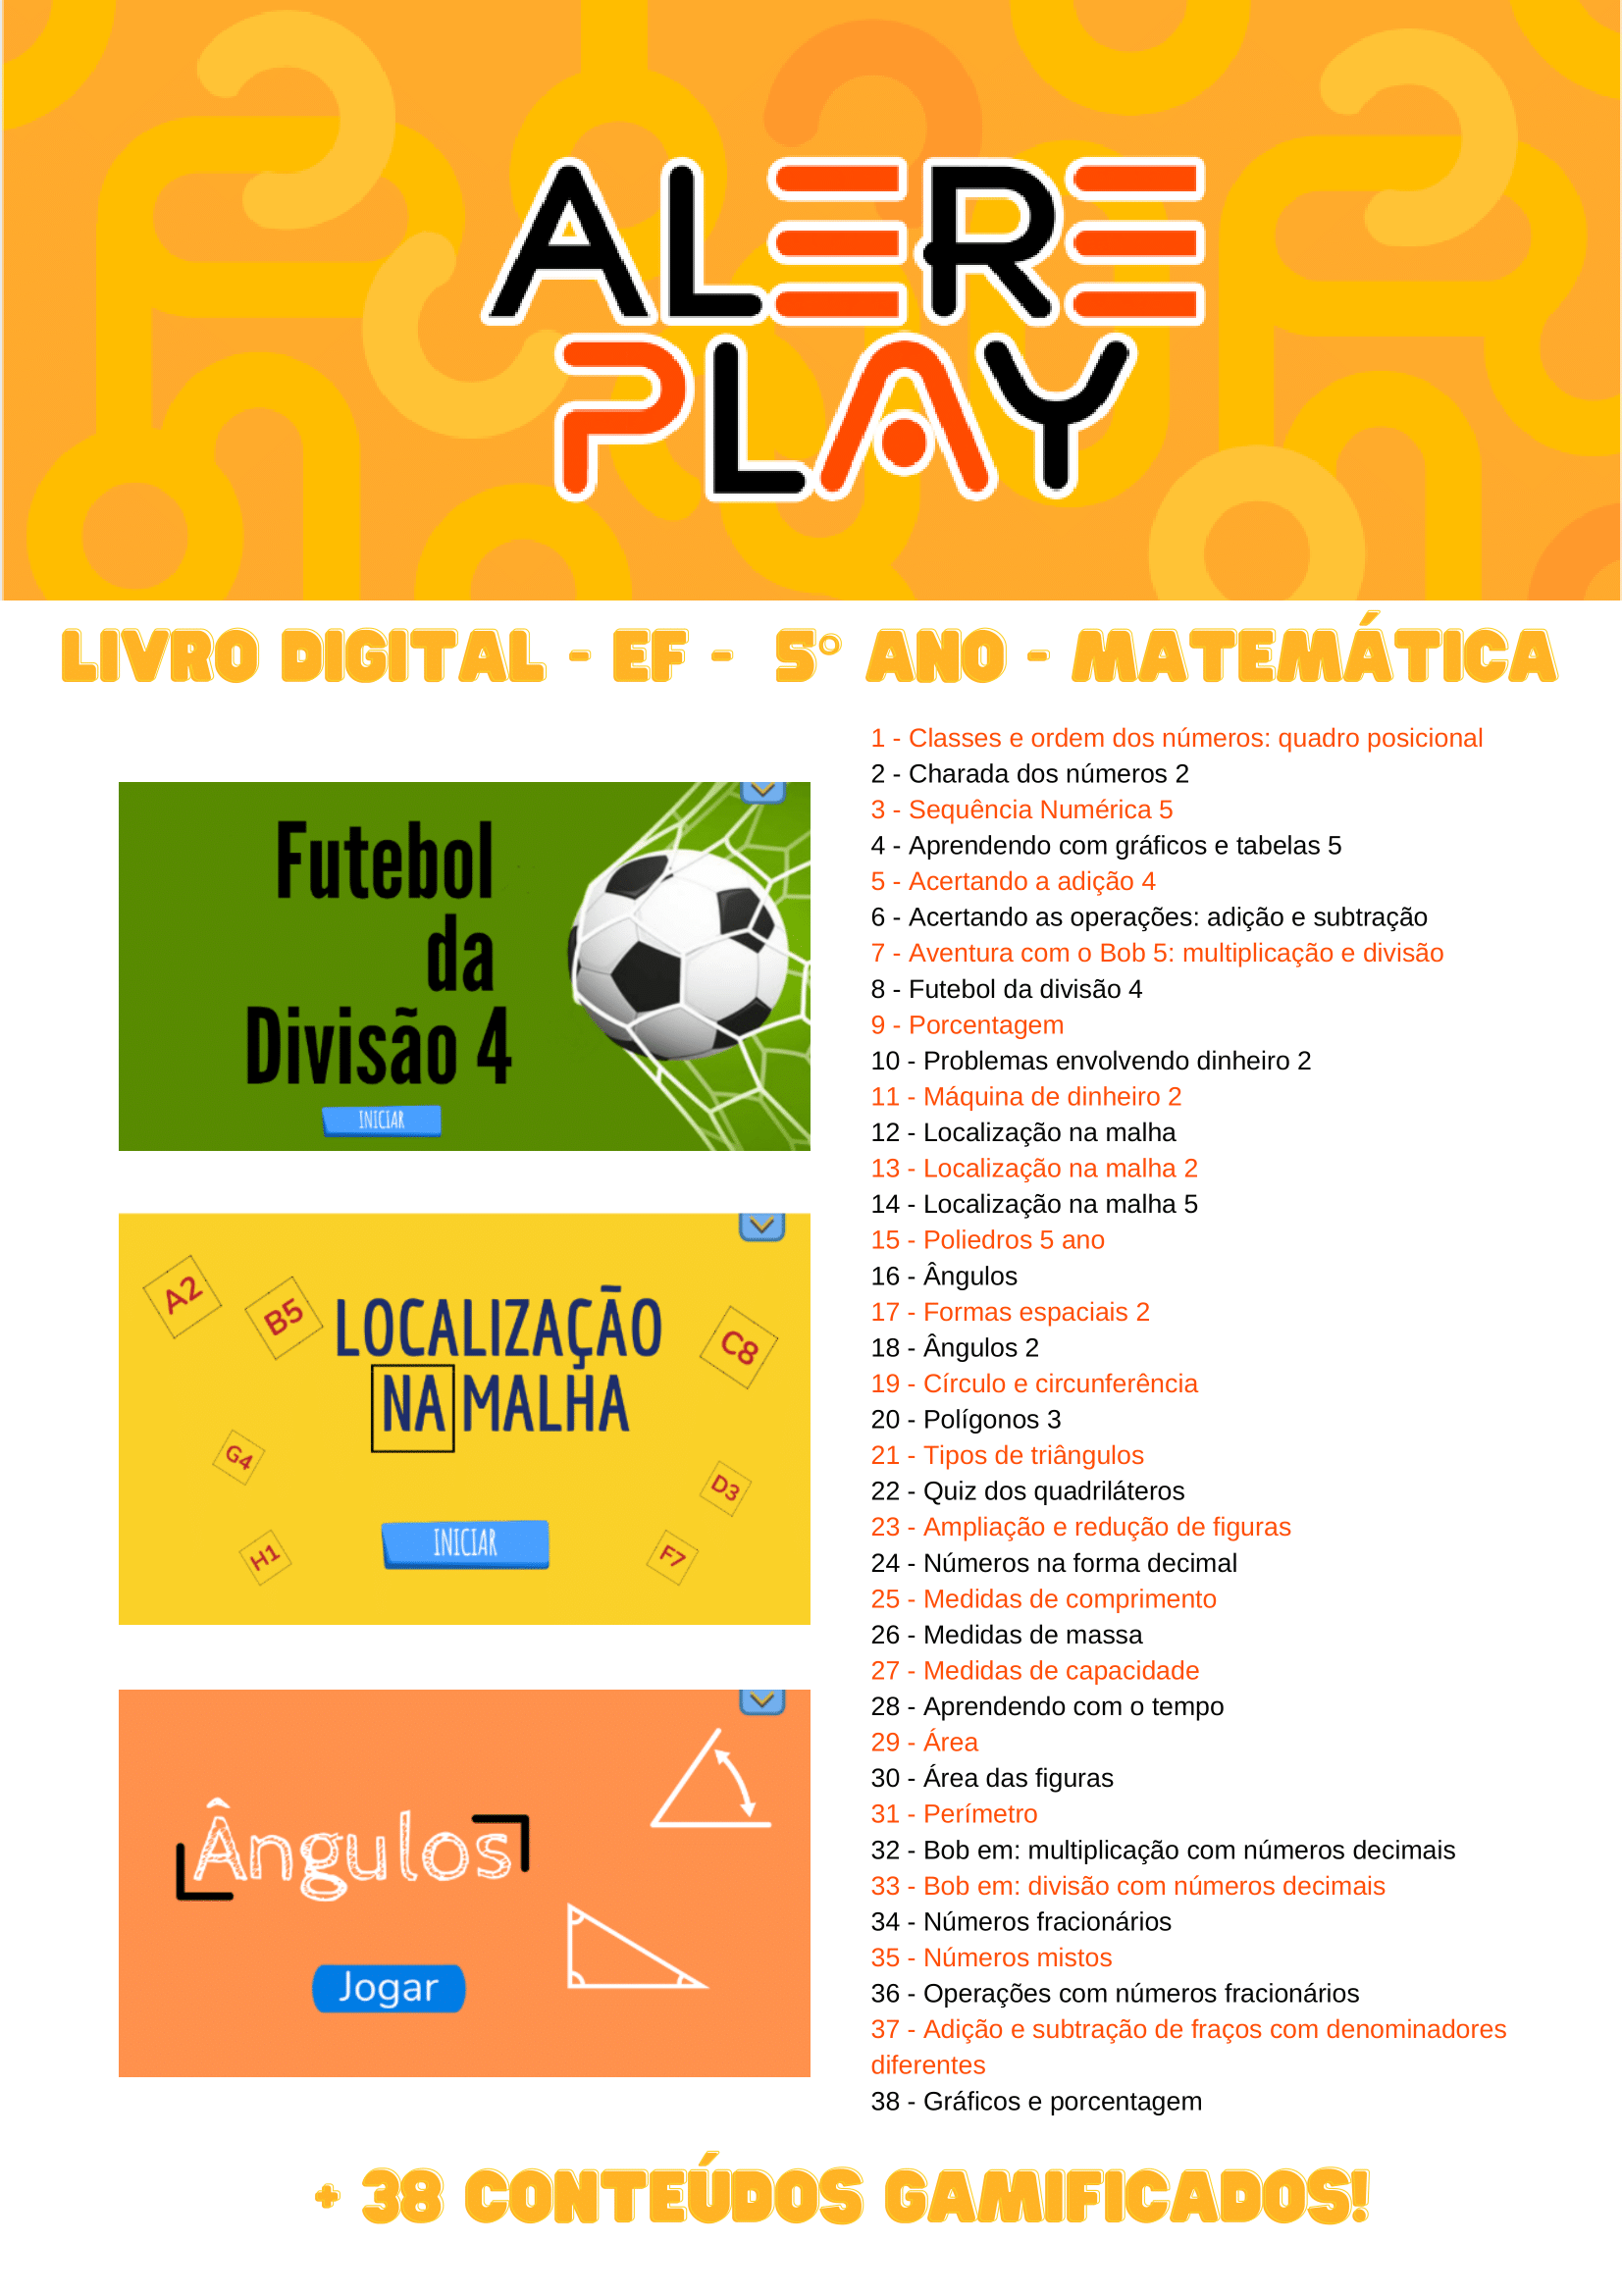 ALERE
PLAY
LIVRO DIGITAL - EF - 5° ANO - MATEMÁTICA
Futebol
da
Divisão 4
INICIAR
A2
B5
LOCALIZAÇÃO
NA MALHA
C8
G4
D3
H1
INICIAR
F7
Ângulos
Jogar
1 - Classes e ordem dos números: quadro posicional
2 - Charada dos números 2
3 - Sequência Numérica 5
4 - Aprendendo com gráficos e tabelas 5
5 - Acertando a adição 4
6 - Acertando as operações: adição e subtração
7 - Aventura com o Bob 5: multiplicação e divisão
8 - Futebol da divisão 4
9 - Porcentagem
10 - Problemas envolvendo dinheiro 2
11 - Máquina de dinheiro 2
12 - Localização na malha
13 - Localização na malha 2
14 - Localização na malha 5
15 - Poliedros 5 ano
16 - Ângulos
17 - Formas espaciais 2
18 - Ângulos 2
19 - Círculo e circunferência
20 - Polígonos 3
21 - Tipos de triângulos
22 - Quiz dos quadriláteros
23 - Ampliação e redução de figuras
24 - Números na forma decimal
25 - Medidas de comprimento
26 - Medidas de massa
27 - Medidas de capacidade
28 - Aprendendo com o tempo
29 - Área
30 - Área das figuras
31 - Perímetro
32 - Bob em: multiplicação com números decimais
33 - Bob em: divisão com números decimais
34 - Números fracionários
35 - Números mistos
36 - Operações com números fracionários
37 - Adição e subtração de fraços com denominadores
diferentes
38 - Gráficos e porcentagem
+ 38 CONTEÚDOS GAMIFICADOS!